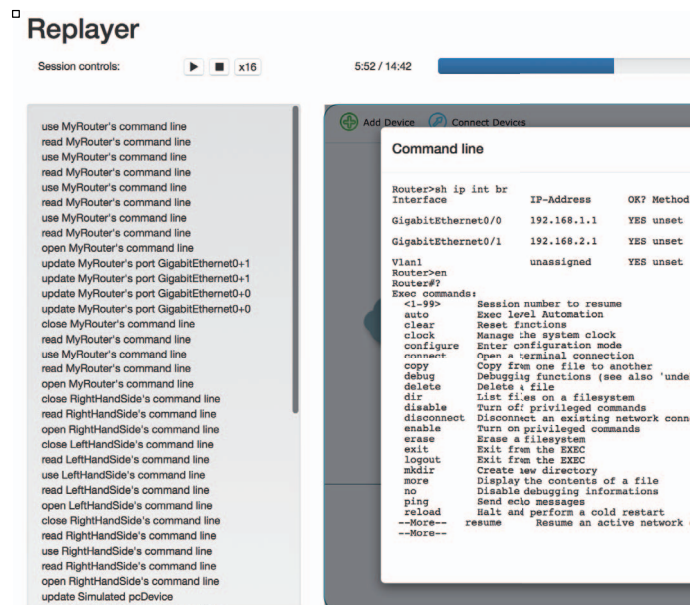 Replayer
Session controls:
x16
5:52 / 14:42
use MyRouter's command line
read MyRouter's command line
use MyRouter's command line
read MyRouter's command line
use MyRouter's command line
read MyRouter's command line
use MyRouter's command line
read MyRouter's command line
open MyRouter's command line
update MyRouter's port GigabitEthernet0+1
update MyRouter's port GigabitEthernet0+1
update MyRouter's port GigabitEthernet0+0
update MyRouter's port GigabitEthernet0+0
close MyRouter's command line
read MyRouter's command line
use MyRouter's command line
read MyRouter's command line
open MyRouter's command line
close RightHandSide's command line
read RightHandSide's command line
open RightHandSide's command line
close LeftHandSide's command line
read LeftHandSide's command line
use LeftHandSide's command line
read LeftHandSide's command line
open LeftHandSide's command line
close RightHandSide's command line
read RightHandSide's command line
use RightHandSide's command line
read RightHandSide's command line
open RightHandSide's command line
update Simulated pcDevice
Add Device Connect Devices
Command line
Router>sh ip int br
Interface IP-Address OK? Method
GigabitEthernet0/0 192.168.1.1 YES unset
GigabitEthernet0/1 192.168.2.1 YES unset
Vlan1 unassigned YES unset
Router>en
Router#?
Exec commands:
<1-99> Session number to resume
auto Exec level Automation
clear Reset functions
clock Manage the system clock
configure Enter configuration mode
connect Open a terminal connection
copy Copy from one file to another
debug Debugging functions (see also 'unde
delete Delete a file
dir List files on a filesystem
disable Turn off privileged commands
disconnect Disconnect an existing network conn
enable Turn on privileged commands
erase Erase a filesystem
exit Exit from the EXEC
logout Exit from the EXEC
mkdir Create new directory
more Display the contents of a file
no Disable debugging informations
ping Send echo messages
reload Halt and perform a cold restart
--More-- resume Resume an active network
--More--